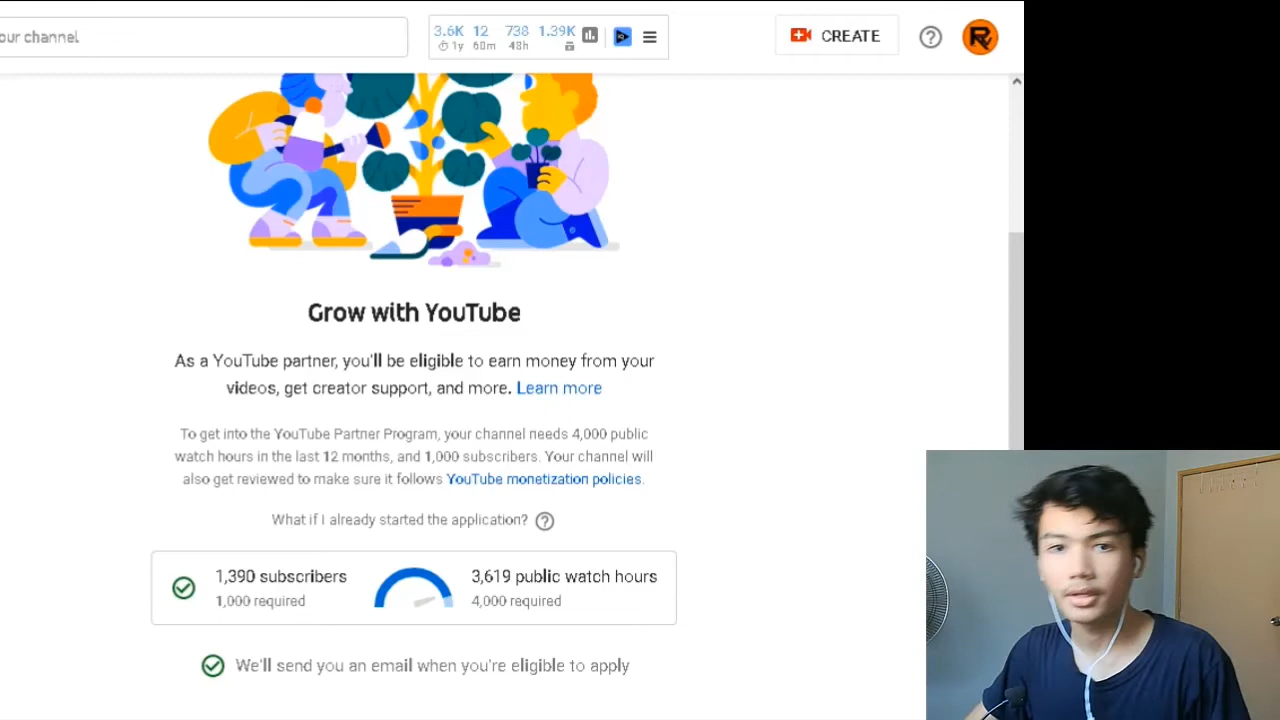 our channel
3.6K 12 738 1.39K
1y 60m 48h
CREATE
Grow with YouTube
As a YouTube partner, you'll be eligible to earn money from your
videos, get creator support, and more. Learn more
To get into the YouTube Partner Program, your channel needs 4,000 public
watch hours in the last 12 months, and 1,000 subscribers. Your channel will
also get reviewed to make sure it follows YouTube monetization policies.
What if I already started the application?
1,390 subscribers
1,000 required
3,619 public watch hours
4,000 required
We'll send you an email when you're eligible to apply